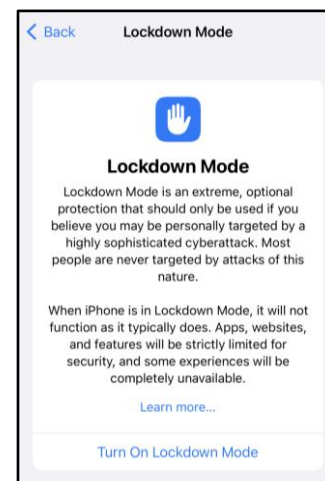 Back
Lockdown Mode
Lockdown Mode
Lockdown Mode is an extreme, optional
protection that should only be used if you
believe you may be personally targeted by a
highly sophisticated cyberattack. Most
people are never targeted by attacks of this
nature.
When iPhone is in Lockdown Mode, it will not
function as it typically does. Apps, websites,
and features will be strictly limited for
security, and some experiences will be
completely unavailable.
Learn more...
Turn On Lockdown Mode